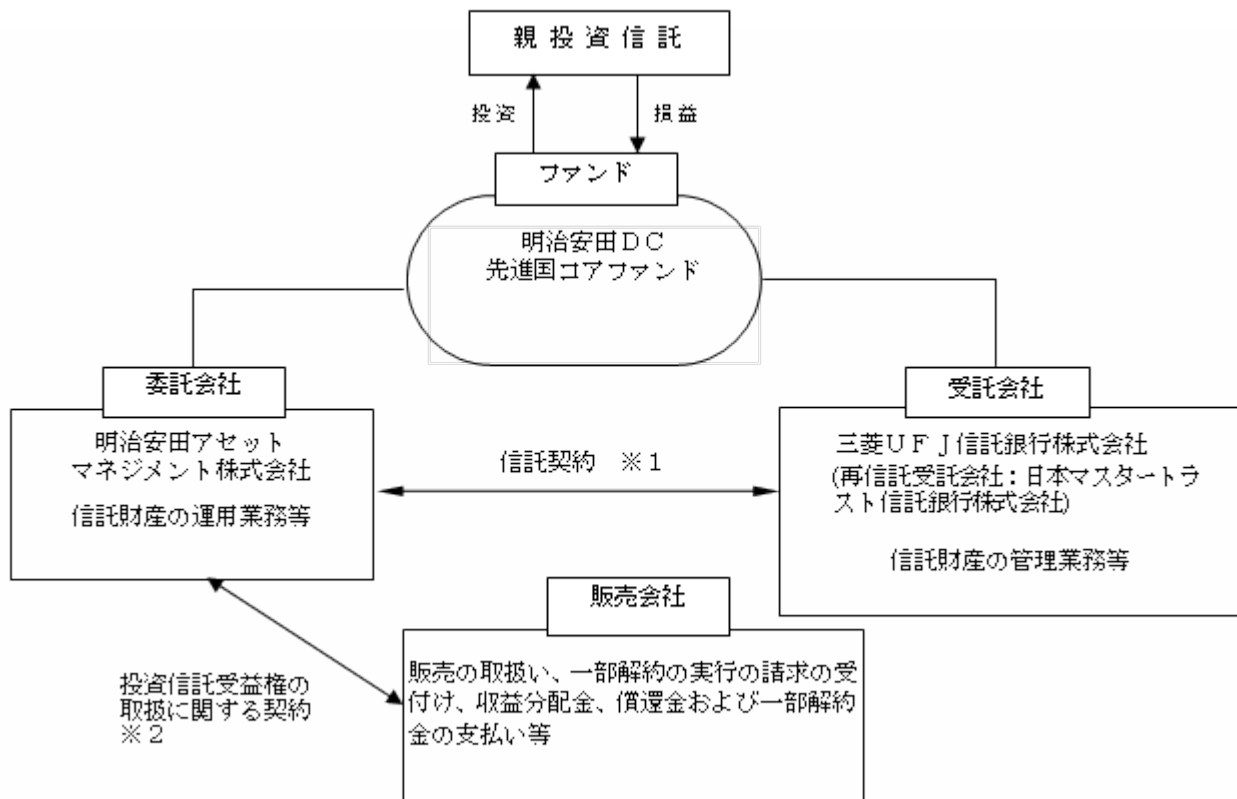 親投資信託
投資
損益
ファンド
明治安田DC
先進国コアファンド
委託会社
明治安田アセット
マネジメント株式会社
信託財産の運用業務等
信託契約 ※1
受託会社
三菱UFJ信託銀行株式会社
(再信託受託会社:日本マスタートラ
スト信託銀行株式会社)
信託財産の管理業務等
投資信託受益権の
取扱に関する契約
※2
販売会社
販売の取扱い、一部解約の実行の請求の受
付け、収益分配金、償還金および一部解約
金の支払い等